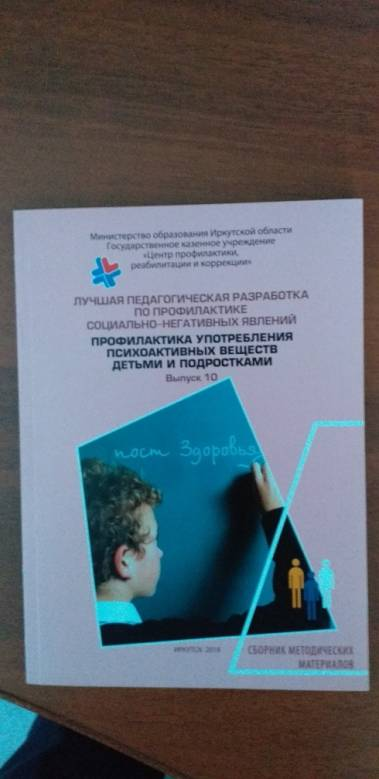 Министерство образования Иркутской области
Государственное казенное учреждение
«Центр профилактики,
реабилитации и коррекции»
ЛУЧШАЯ ПЕДАГОГИЧЕСКАЯ РАЗРАБОТКА
ПО ПРОФИЛАКТИКЕ
СОЦИАЛЬНО-НЕГАТИВНЫХ ЯВЛЕНИЙ
ПРОФИЛАКТИКА УПОТРЕБЛЕНИЯ
ПСИХОАКТИВНЫХ ВЕЩЕСТВ
ДЕТЬМИ И ПОДРОСТКАМИ
Выпуск 10
пост Здоровья
ИРКУТСК
СБОРНИК МЕТОДИЧЕСКИХ
МАТЕРИАЛОВ